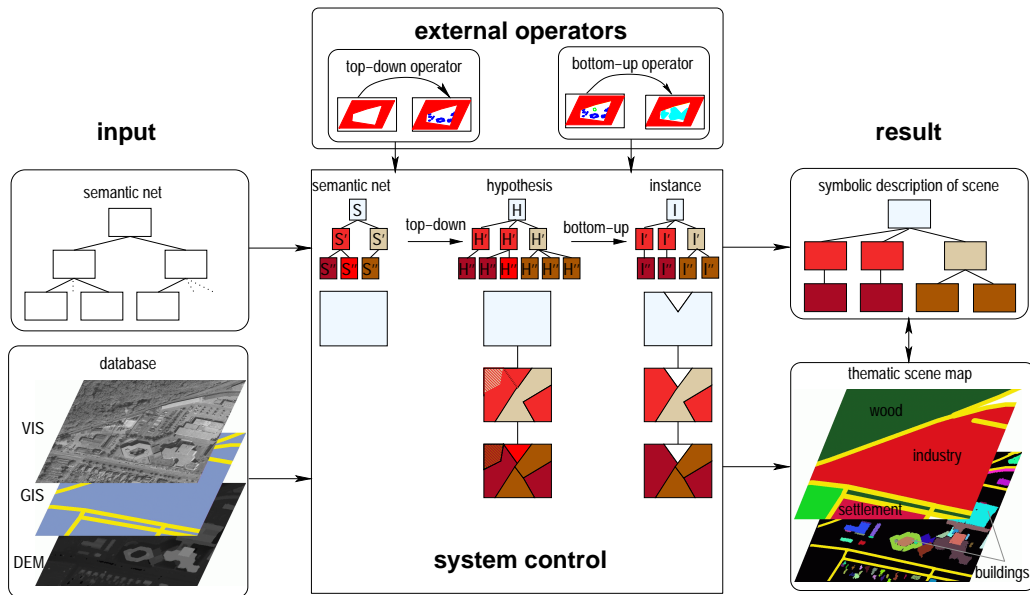 external operators
top-down operator
bottom-up operator
input
result
semantic net
semantic net
hypothesis
instance
symbolic description of scene
S
H
I
top-down
bottom-up
S' S'
H' H' H'
I' I' I'
S'' S'' S''
H'' H'' H'' H'' H'' H''
I'' I'' I'' I''
database
thematic scene map
VIS
GIS
DEM
wood
industry
settlement
buildings
system control